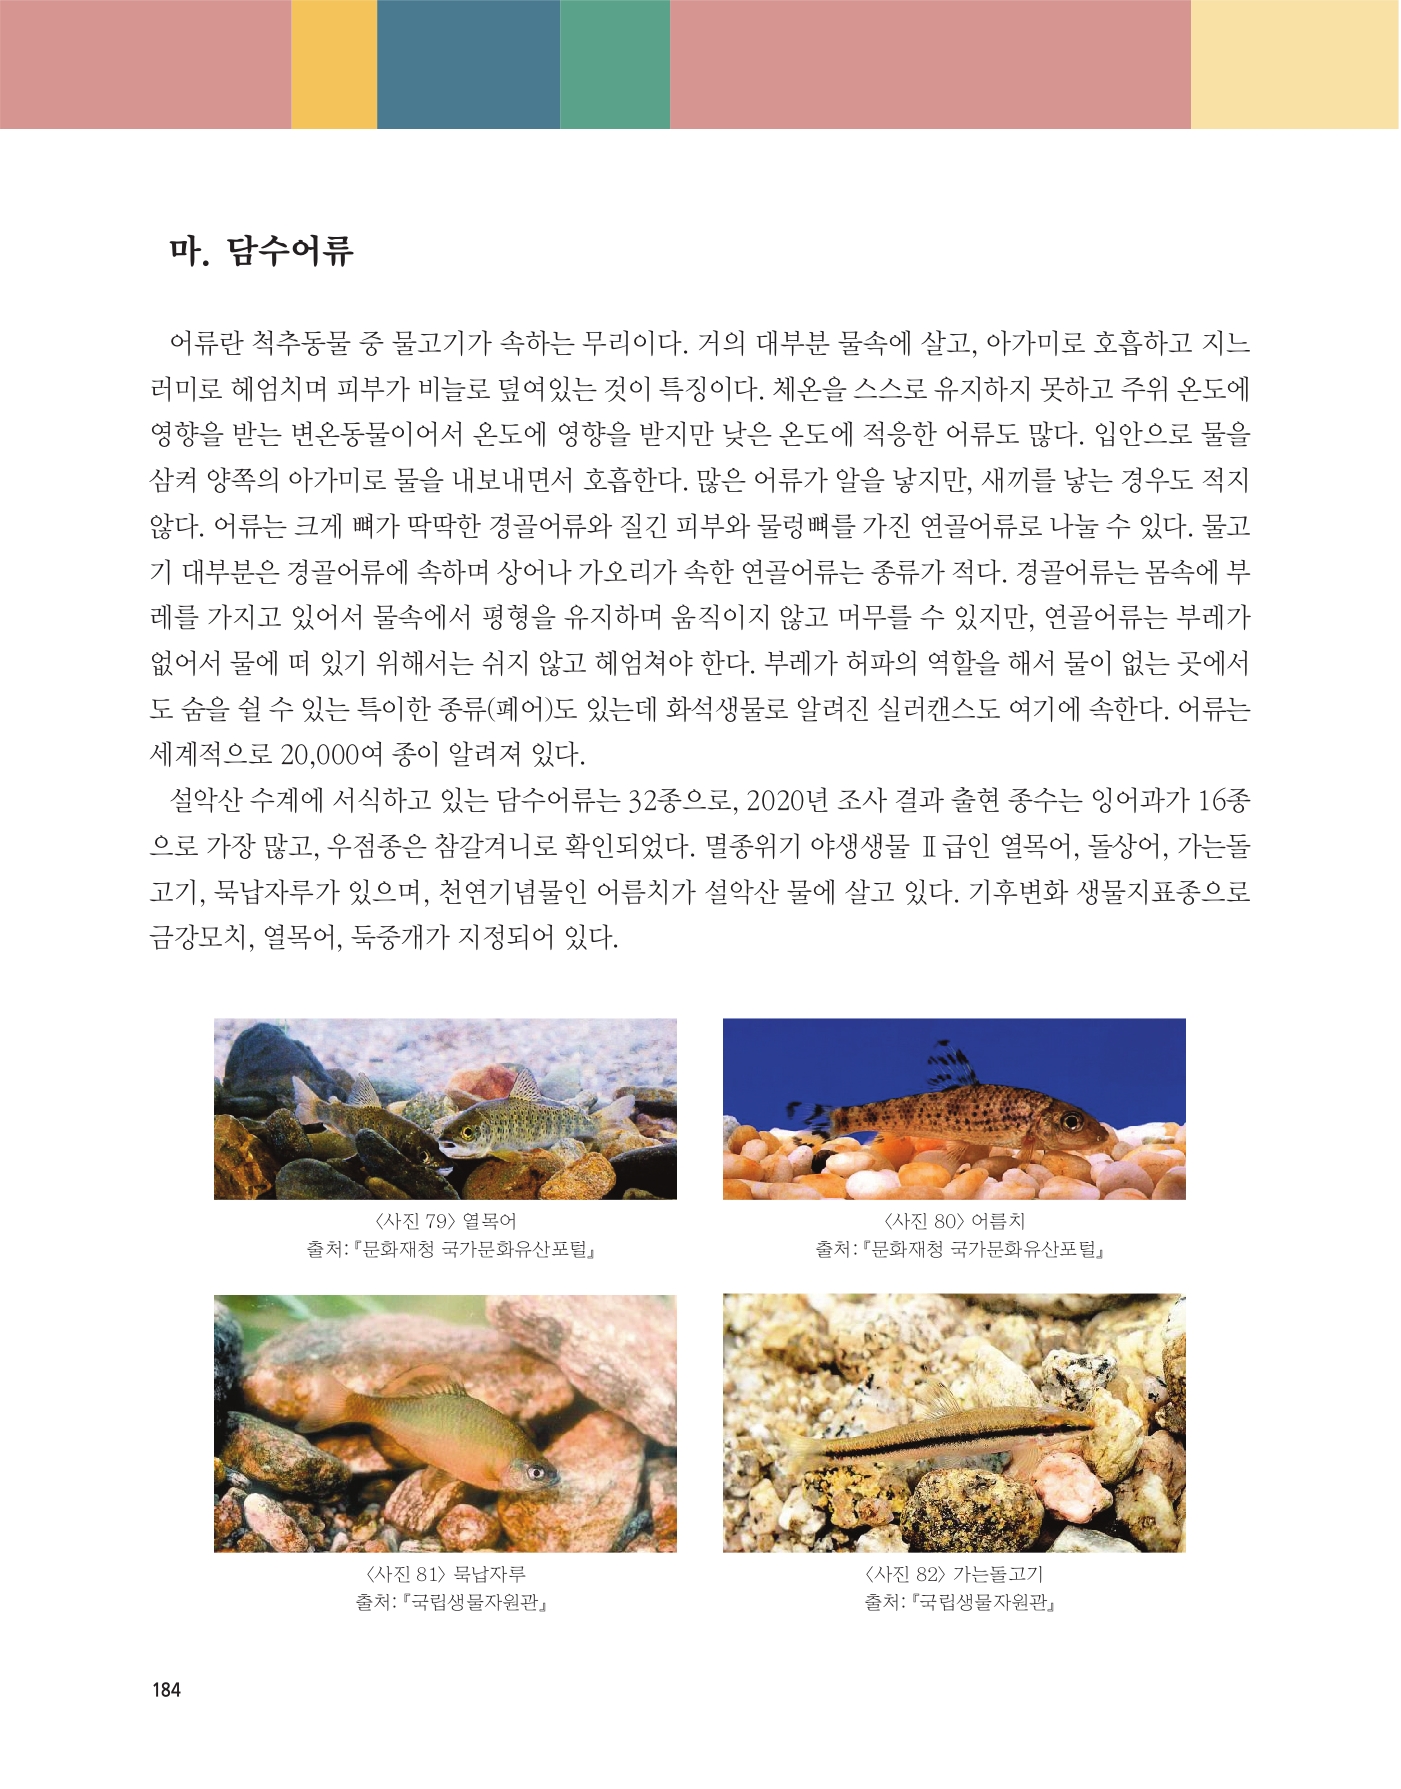 마. 담수어류
어류란 척추동물 중 물고기가 속하는 무리이다. 거의 대부분 물속에 살고, 아가미로 호흡하고 지느
러미로 헤엄치며 피부가 비늘로 덮여있는 것이 특징이다. 체온을 스스로 유지하지 못하고 주위 온도에
영향을 받는 변온동물이어서 온도에 영향을 받지만 낮은 온도에 적응한 어류도 많다. 입안으로 물을
삼켜 양쪽의 아가미로 물을 내보내면서 호흡한다. 많은 어류가 알을 낳지만, 새끼를 낳는 경우도 적지
않다. 어류는 크게 뼈가 딱딱한 경골어류와 질긴 피부와 물렁뼈를 가진 연골어류로 나눌 수 있다. 물고
기 대부분은 경골어류에 속하며 상어나 가오리가 속한 연골어류는 종류가 적다. 경골어류는 몸속에 부
레를 가지고 있어서 물속에서 평형을 유지하며 움직이지 않고 머무를 수 있지만, 연골어류는 부레가
없어서 물에 떠 있기 위해서는 쉬지 않고 헤엄쳐야 한다. 부레가 허파의 역할을 해서 물이 없는 곳에서
도 숨을 쉴 수 있는 특이한 종류(폐어)도 있는데 화석생물로 알려진 실러캔스도 여기에 속한다. 어류는
세계적으로 20,000여 종이 알려져 있다.
설악산 수계에 서식하고 있는 담수어류는 32종으로, 2020년 조사 결과 출현 종수는 잉어과가 16종
으로 가장 많고, 우점종은 참갈겨니로 확인되었다. 멸종위기 야생생물 Ⅱ급인 열목어, 돌상어, 가는돌
고기, 묵납자루가 있으며, 천연기념물인 어름치가 설악산 물에 살고 있다. 기후변화 생물지표종으로
금강모치, 열목어, 둑중개가 지정되어 있다.
〈사진 79〉 열목어
출처: 『문화재청 국가문화유산포털』
〈사진 80〉 어름치
출처: 『문화재청 국가문화유산포털』
〈사진 81〉 묵납자루
출처: 『국립생물자원관』
〈사진 82〉 가는돌고기
출처: 『국립생물자원관』
184